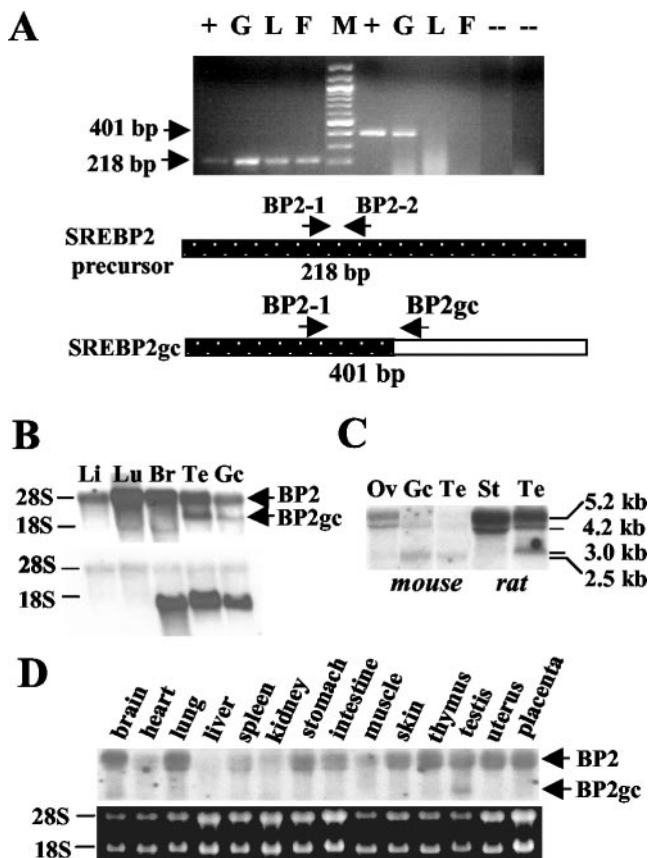 A
+ G L F M + G L F -- --
401 bp
218 bp
BP2-1 BP2-2
SREBP2
precursor
218 bp
BP2-1 BP2gc
SREBP2gc
401 bp
B
Li Lu Br Te Gc
28S
BP2
18S
BP2gc
28S
18S
C
Ov Gc Te St Te
5.2 kb
4.2 kb
3.0 kb
2.5 kb
mouse rat
D
brain heart lung liver spleen kidney stomach intestine muscle skin thymus testis uterus placenta
BP2
BP2gc
28S
18S